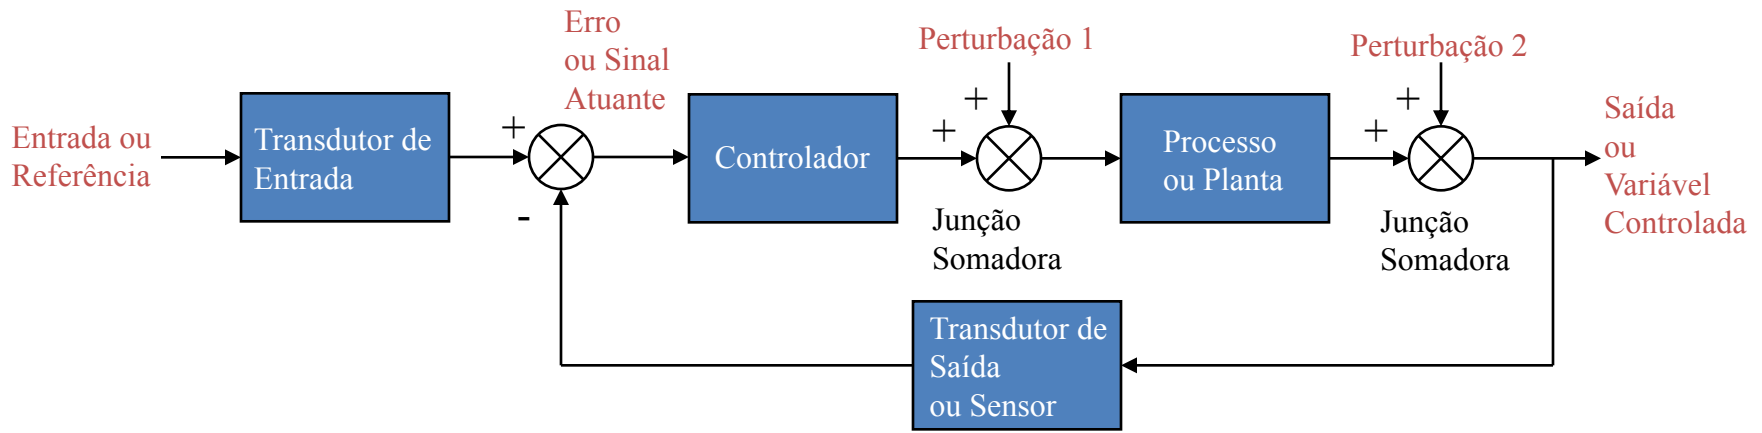 Entrada ou
Referência
Transdutor de
Entrada
+
-
Erro
ou Sinal
Atuante
Controlador
Perturbação 1
+
+
Junção
Somadora
Processo
ou Planta
Perturbação 2
+
+
Junção
Somadora
Saída
ou
Variável
Controlada
Transdutor de
Saída
ou Sensor